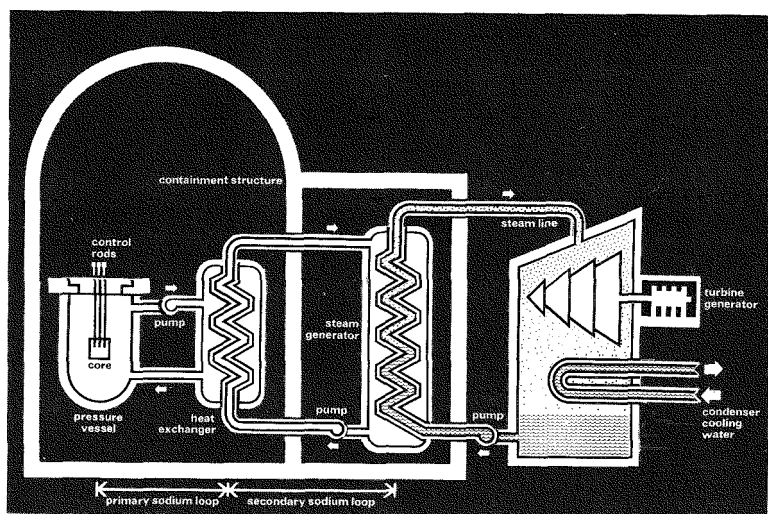 containment structure
steam line
control
rods
pump
turbine
generator
steam
generator
core
pressure
vessel
heat
exchanger
pump
pump
condenser
cooling
water
primary sodium loop
secondary sodium loop